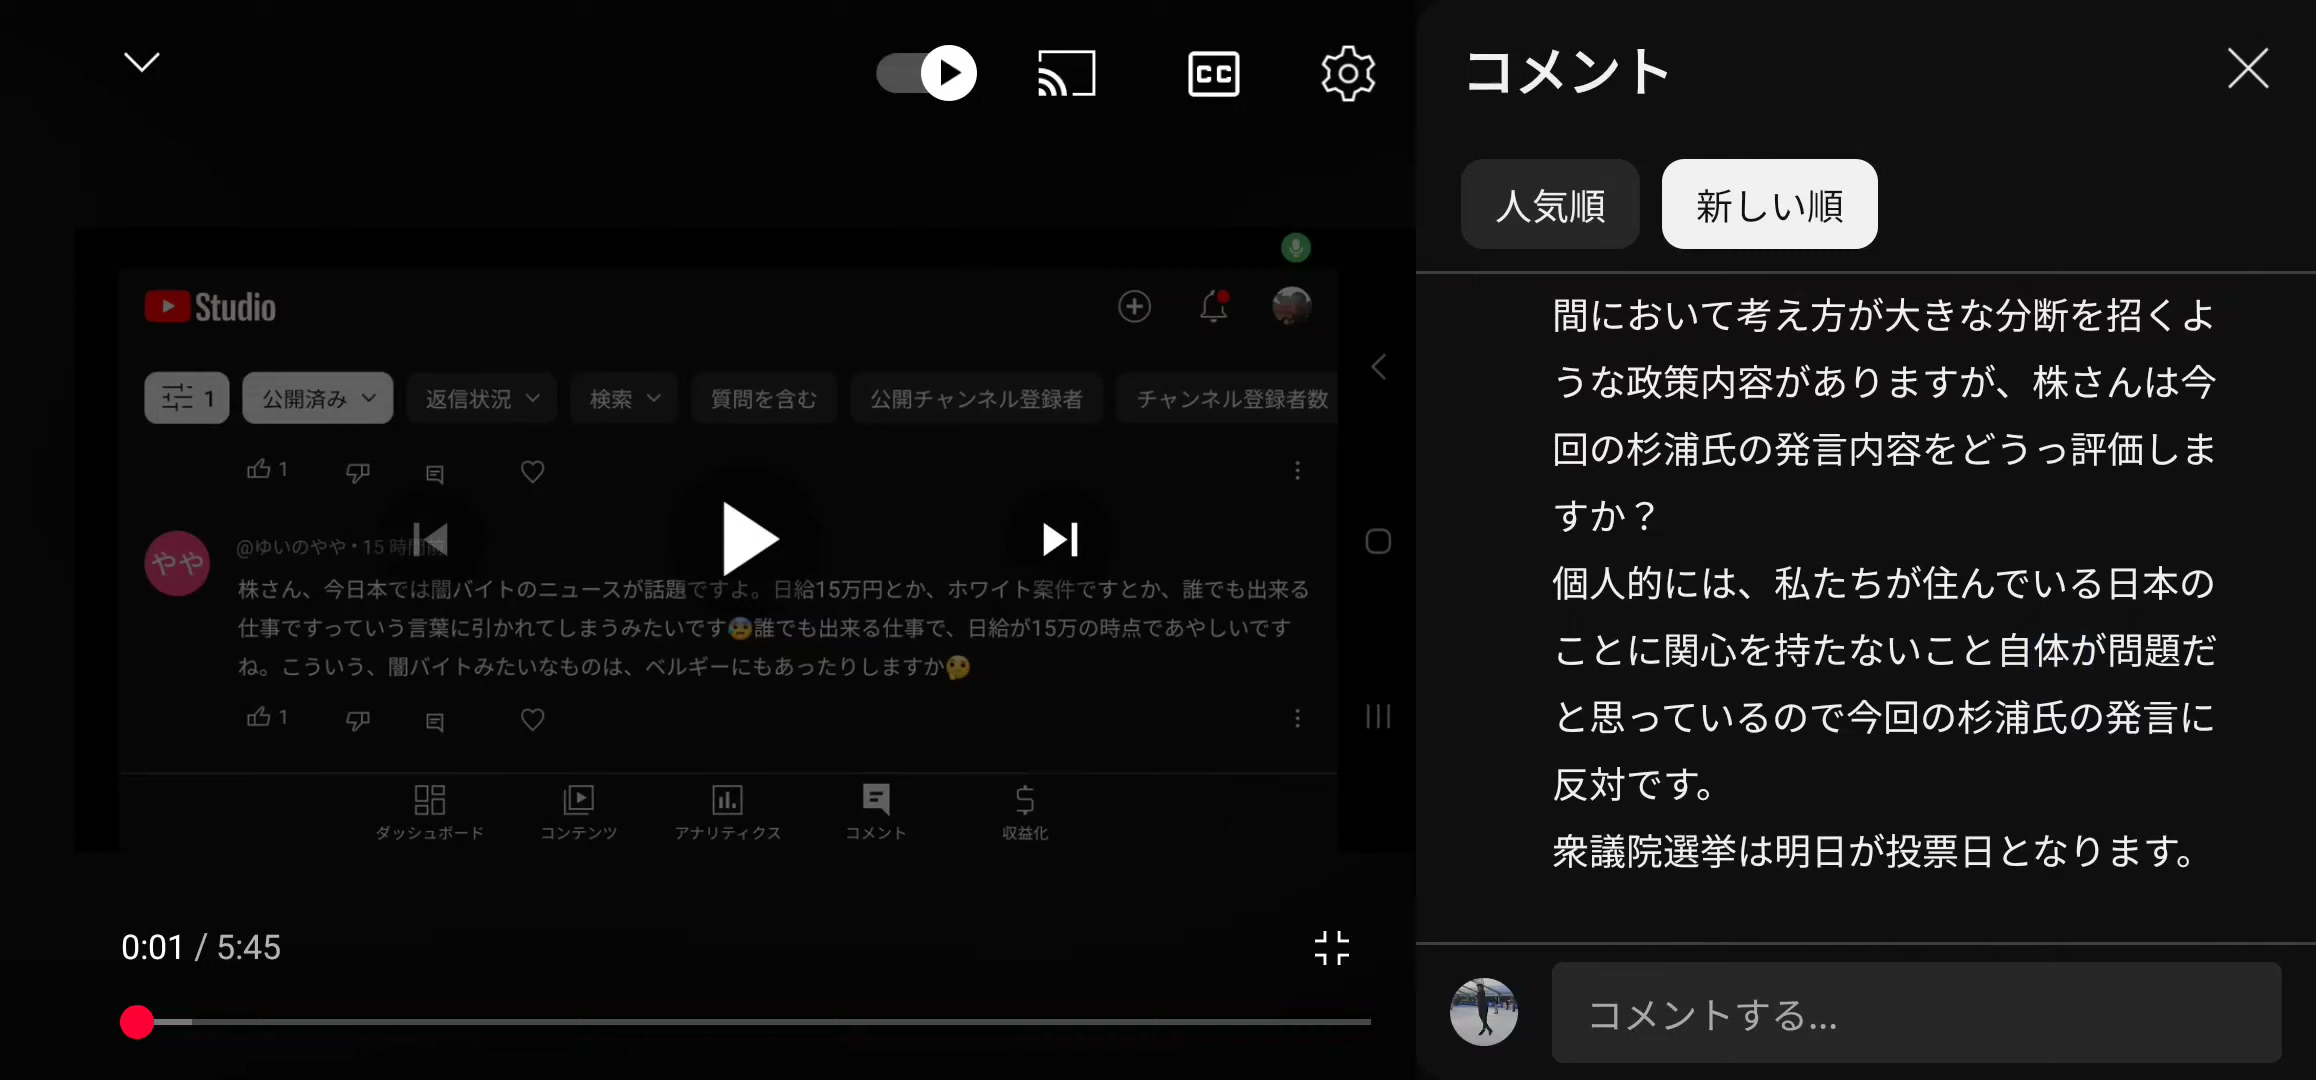 コメント
人気順
新しい順
Studio
1
公開済み
返信状況
検索
質問を含む
公開チャンネル登録者
チャンネル登録者数
1
@ゆいのやや・15 時間前
やや
株さん、今日本では闇バイトのニュースが話題ですよ。日給15万円とか、ホワイト案件ですとか、誰でも出来る
仕事ですっていう言葉に引かれてしまうみたいです😰誰でも出来る仕事で、日給が15万の時点であやしいです
ね。こういう、闇バイトみたいなものは、ベルギーにもあったりしますか🤔
1
ダッシュボード
コンテンツ
アナリティクス
コメント
収益化
0:01 / 5:45
間において考え方が大きな分断を招くよ
うな政策内容がありますが、株さんは今
回の杉浦氏の発言内容をどうっ評価しま
すか？
個人的には、私たちが住んでいる日本の
ことに関心を持たないこと自体が問題だ
と思っているので今回の杉浦氏の発言に
反対です。
衆議院選挙は明日が投票日となります。
コメントする...